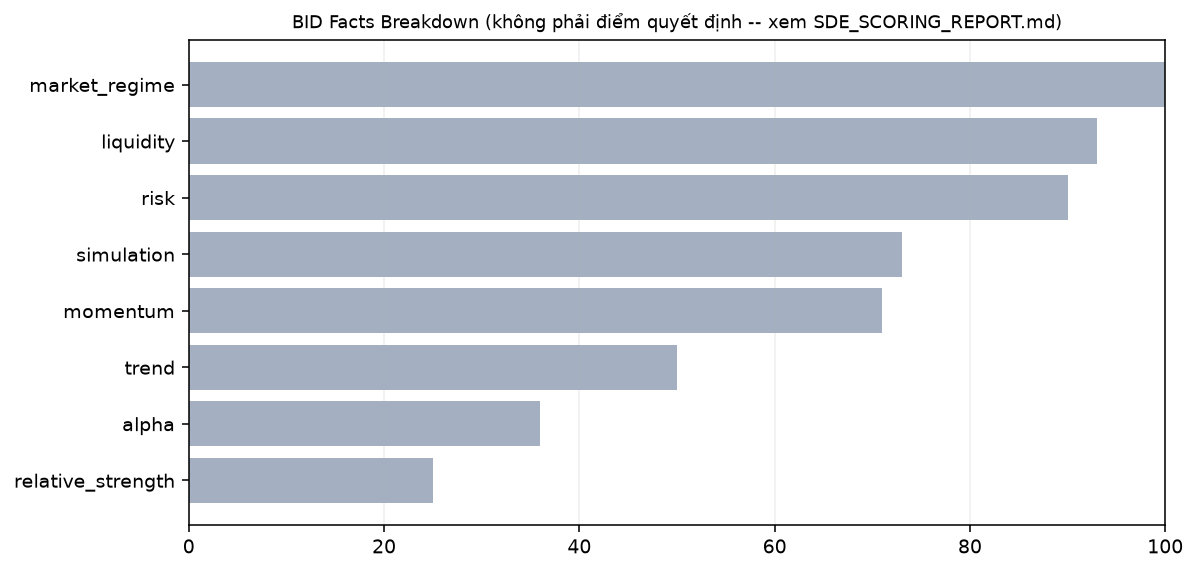 BID Facts Breakdown (không phải điểm quyết định -- xem SDE_SCORING_REPORT.md)
market_regime
liquidity
risk
simulation
momentum
trend
alpha
relative_strength
0 20 40 60 80 100